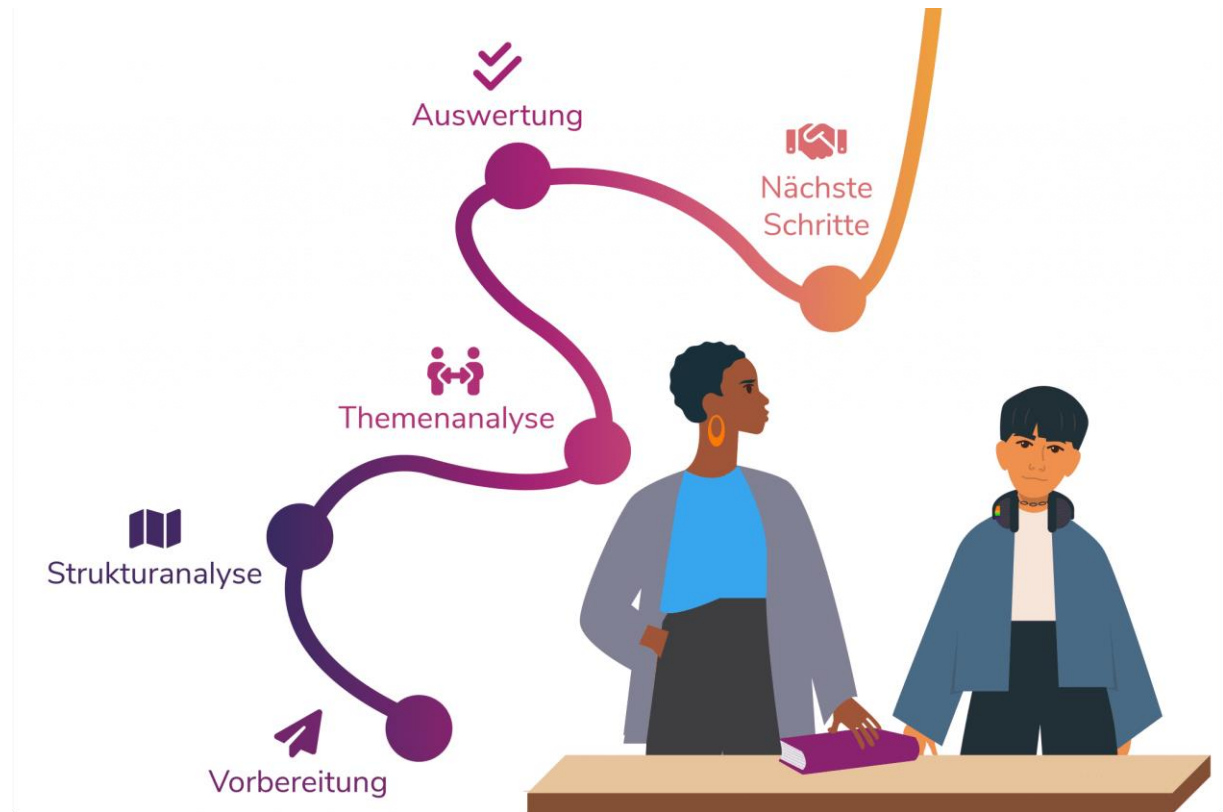 Auswertung
Nächste
Schritte
Themenanalyse
Strukturanalyse
Vorbereitung